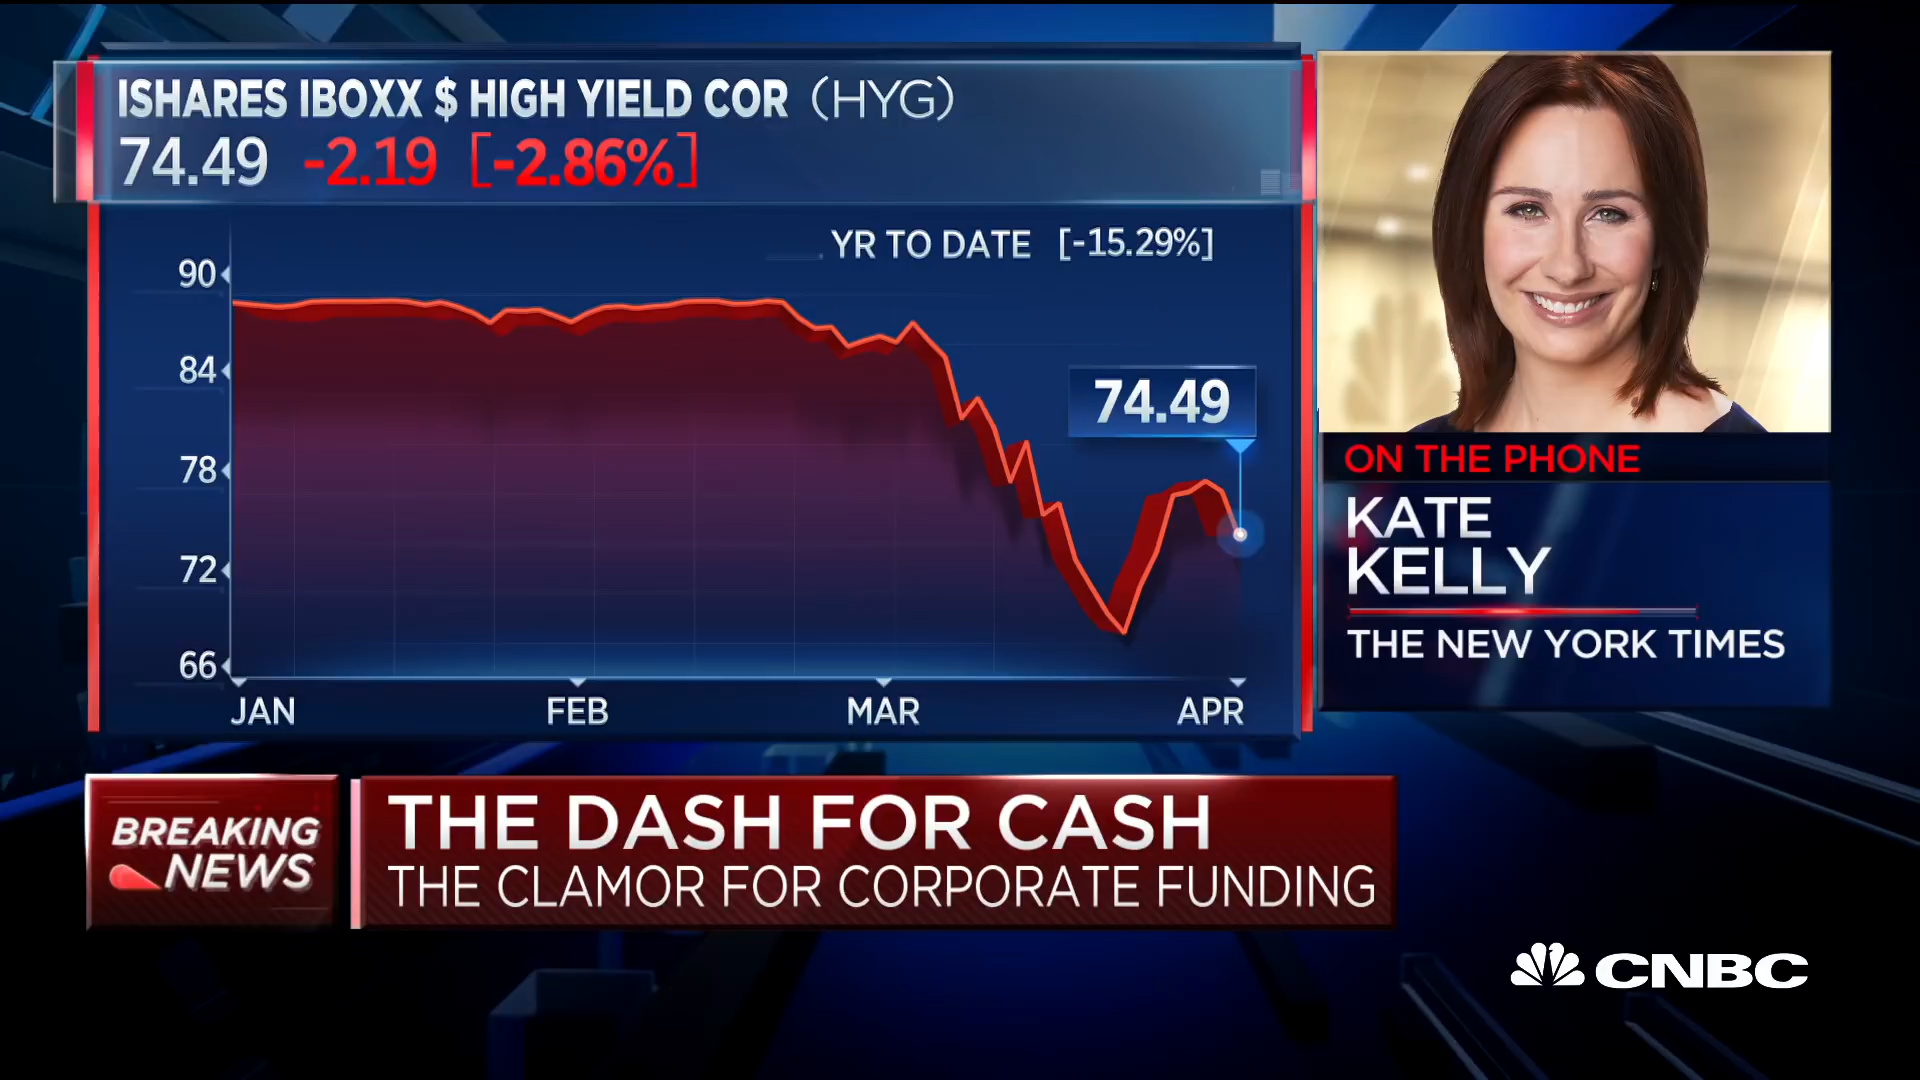 ISHARES IBOXX $ HIGH YIELD COR (HYG)
74.49 -2.19 [-2.86%]
YR TO DATE [-15.29%]
90
84
78
72
66
74.49
JAN FEB MAR APR
ON THE PHONE
KATE
KELLY
THE NEW YORK TIMES
BREAKING
NEWS
THE DASH FOR CASH
THE CLAMOR FOR CORPORATE FUNDING
CNBC